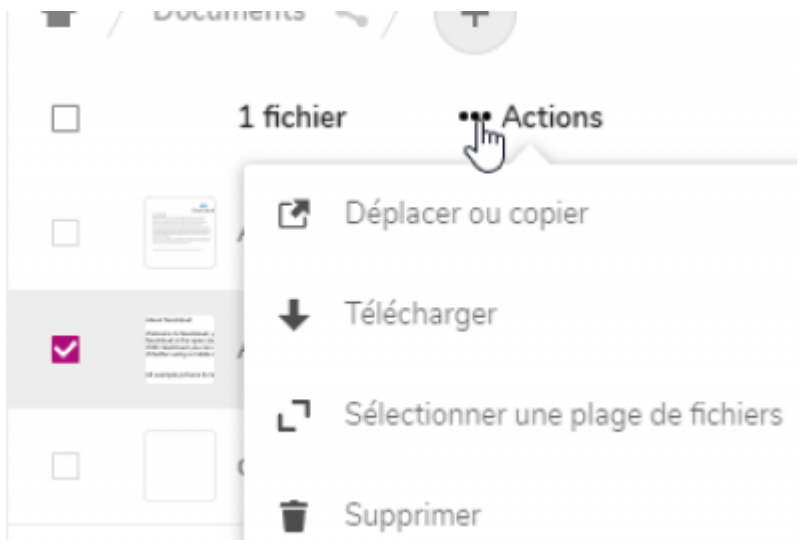 Documents
1 fichier
Actions
Déplacer ou copier
Télécharger
Sélectionner une plage de fichiers
Supprimer